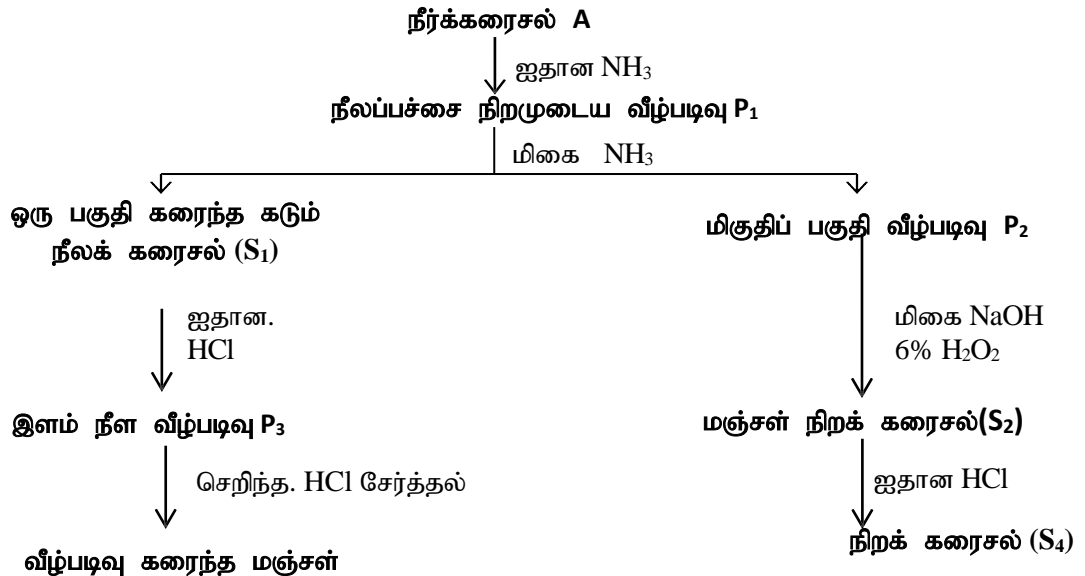 நீர்க்கரைசல் A
ஐதான NH₃
நீலப்பச்சை நிறமுடைய வீழ்படிவு P₁
மிகை NH₃
ஒரு பகுதி கரைந்த கடும்
நீலக் கரைசல் (S₁)
மிகுதிப் பகுதி வீழ்படிவு P₂
ஐதான.
HCl
மிகை NaOH
6% H₂O₂
இளம் நீள வீழ்படிவு P₃
மஞ்சள் நிறக் கரைசல்(S₂)
செறிந்த. HCl சேர்த்தல்
ஐதான HCl
வீழ்படிவு கரைந்த மஞ்சள்
நிறக் கரைசல் (S₄)